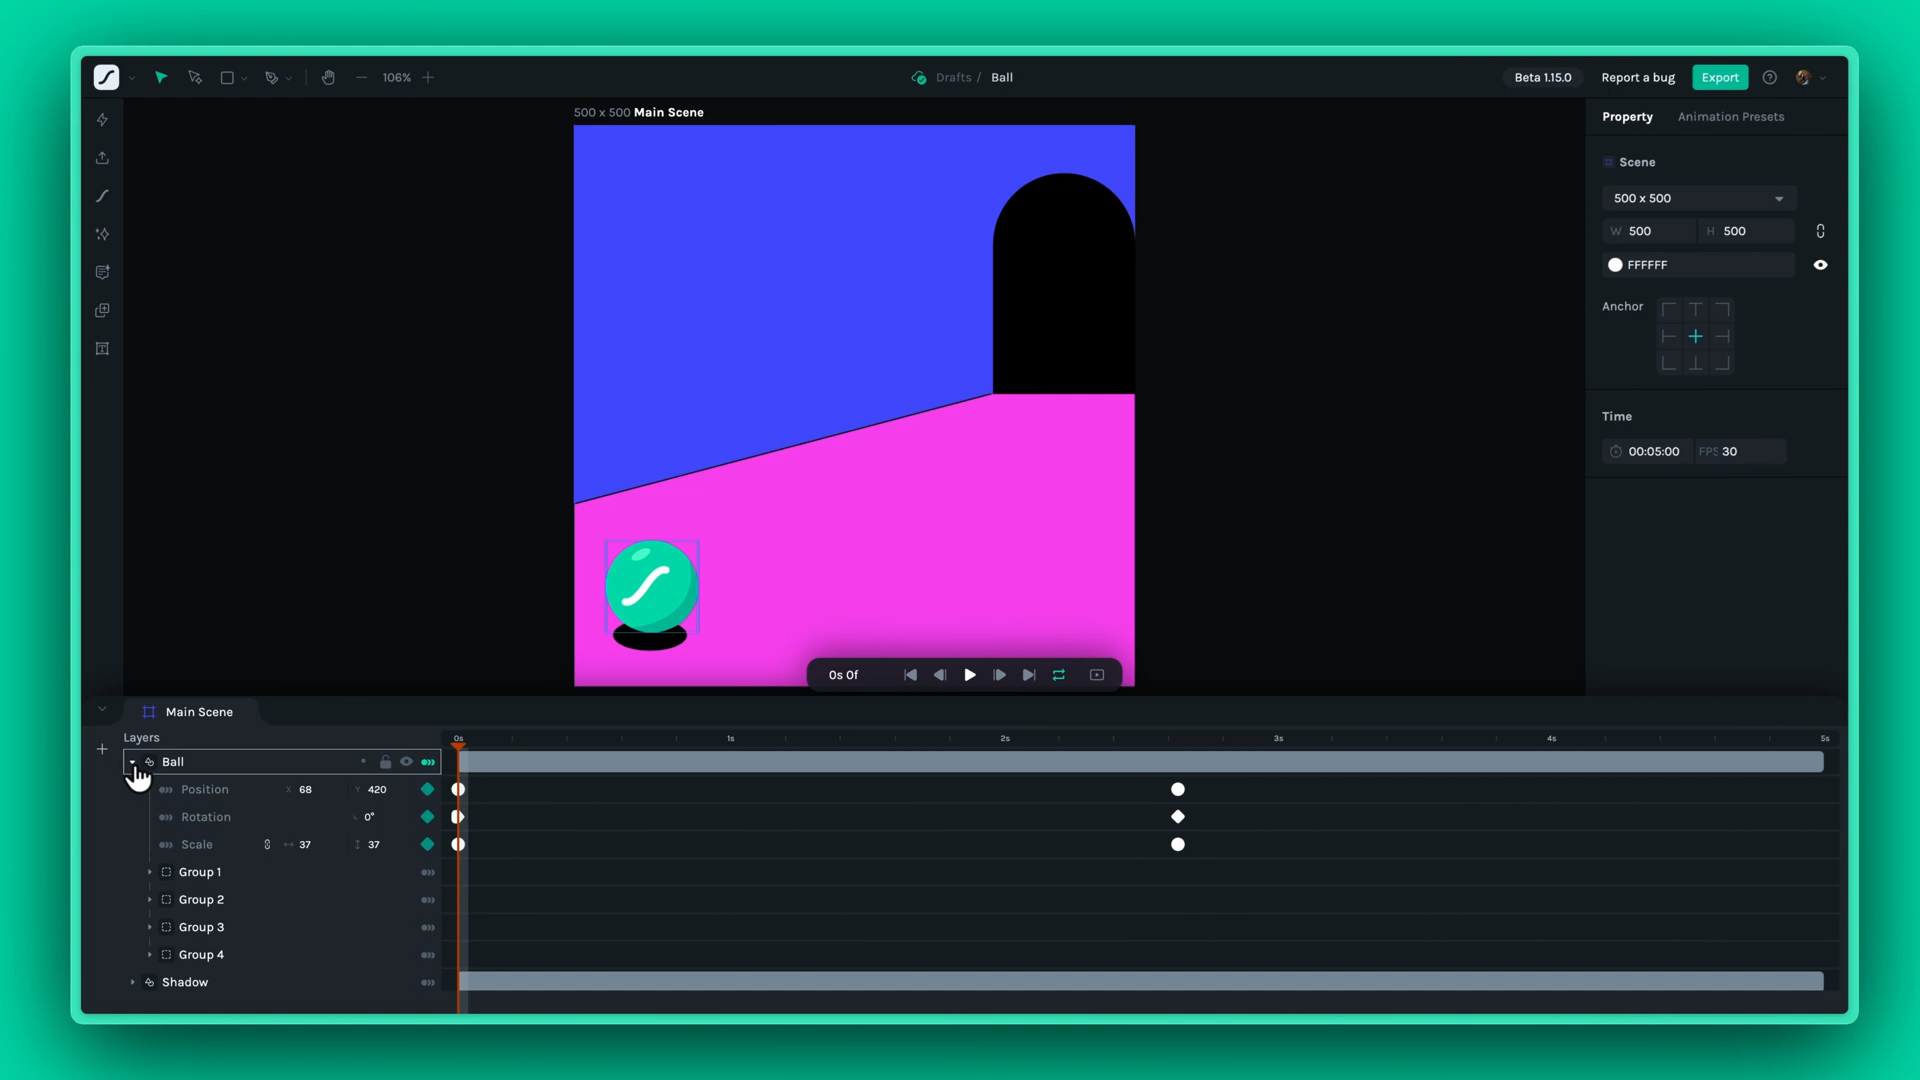 106%
Drafts / Ball
Beta 1.15.0
Report a bug
Export
500 x 500 Main Scene
Property
Animation Presets
Scene
500 x 500
W 500
H 500
FFFFFF
Anchor
Time
00:05:00
FPS 30
0s 0f
Main Scene
Layers
0s
1s
2s
3s
4s
5s
Ball
Position X 68 Y 420
Rotation 0°
Scale 37 37
Group 1
Group 2
Group 3
Group 4
Shadow